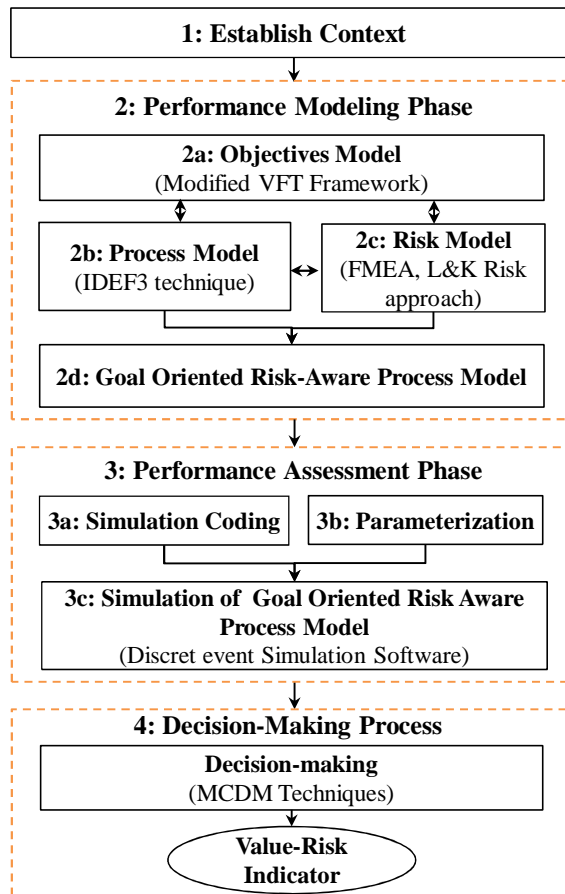 1: Establish Context
2: Performance Modeling Phase
2a: Objectives Model
(Modified VFT Framework)
2b: Process Model
(IDEF3 technique)
2c: Risk Model
(FMEA, L&K Risk
approach)
2d: Goal Oriented Risk-Aware Process Model
3: Performance Assessment Phase
3a: Simulation Coding
3b: Parameterization
3c: Simulation of Goal Oriented Risk Aware
Process Model
(Discret event Simulation Software)
4: Decision-Making Process
Decision-making
(MCDM Techniques)
Value-Risk
Indicator